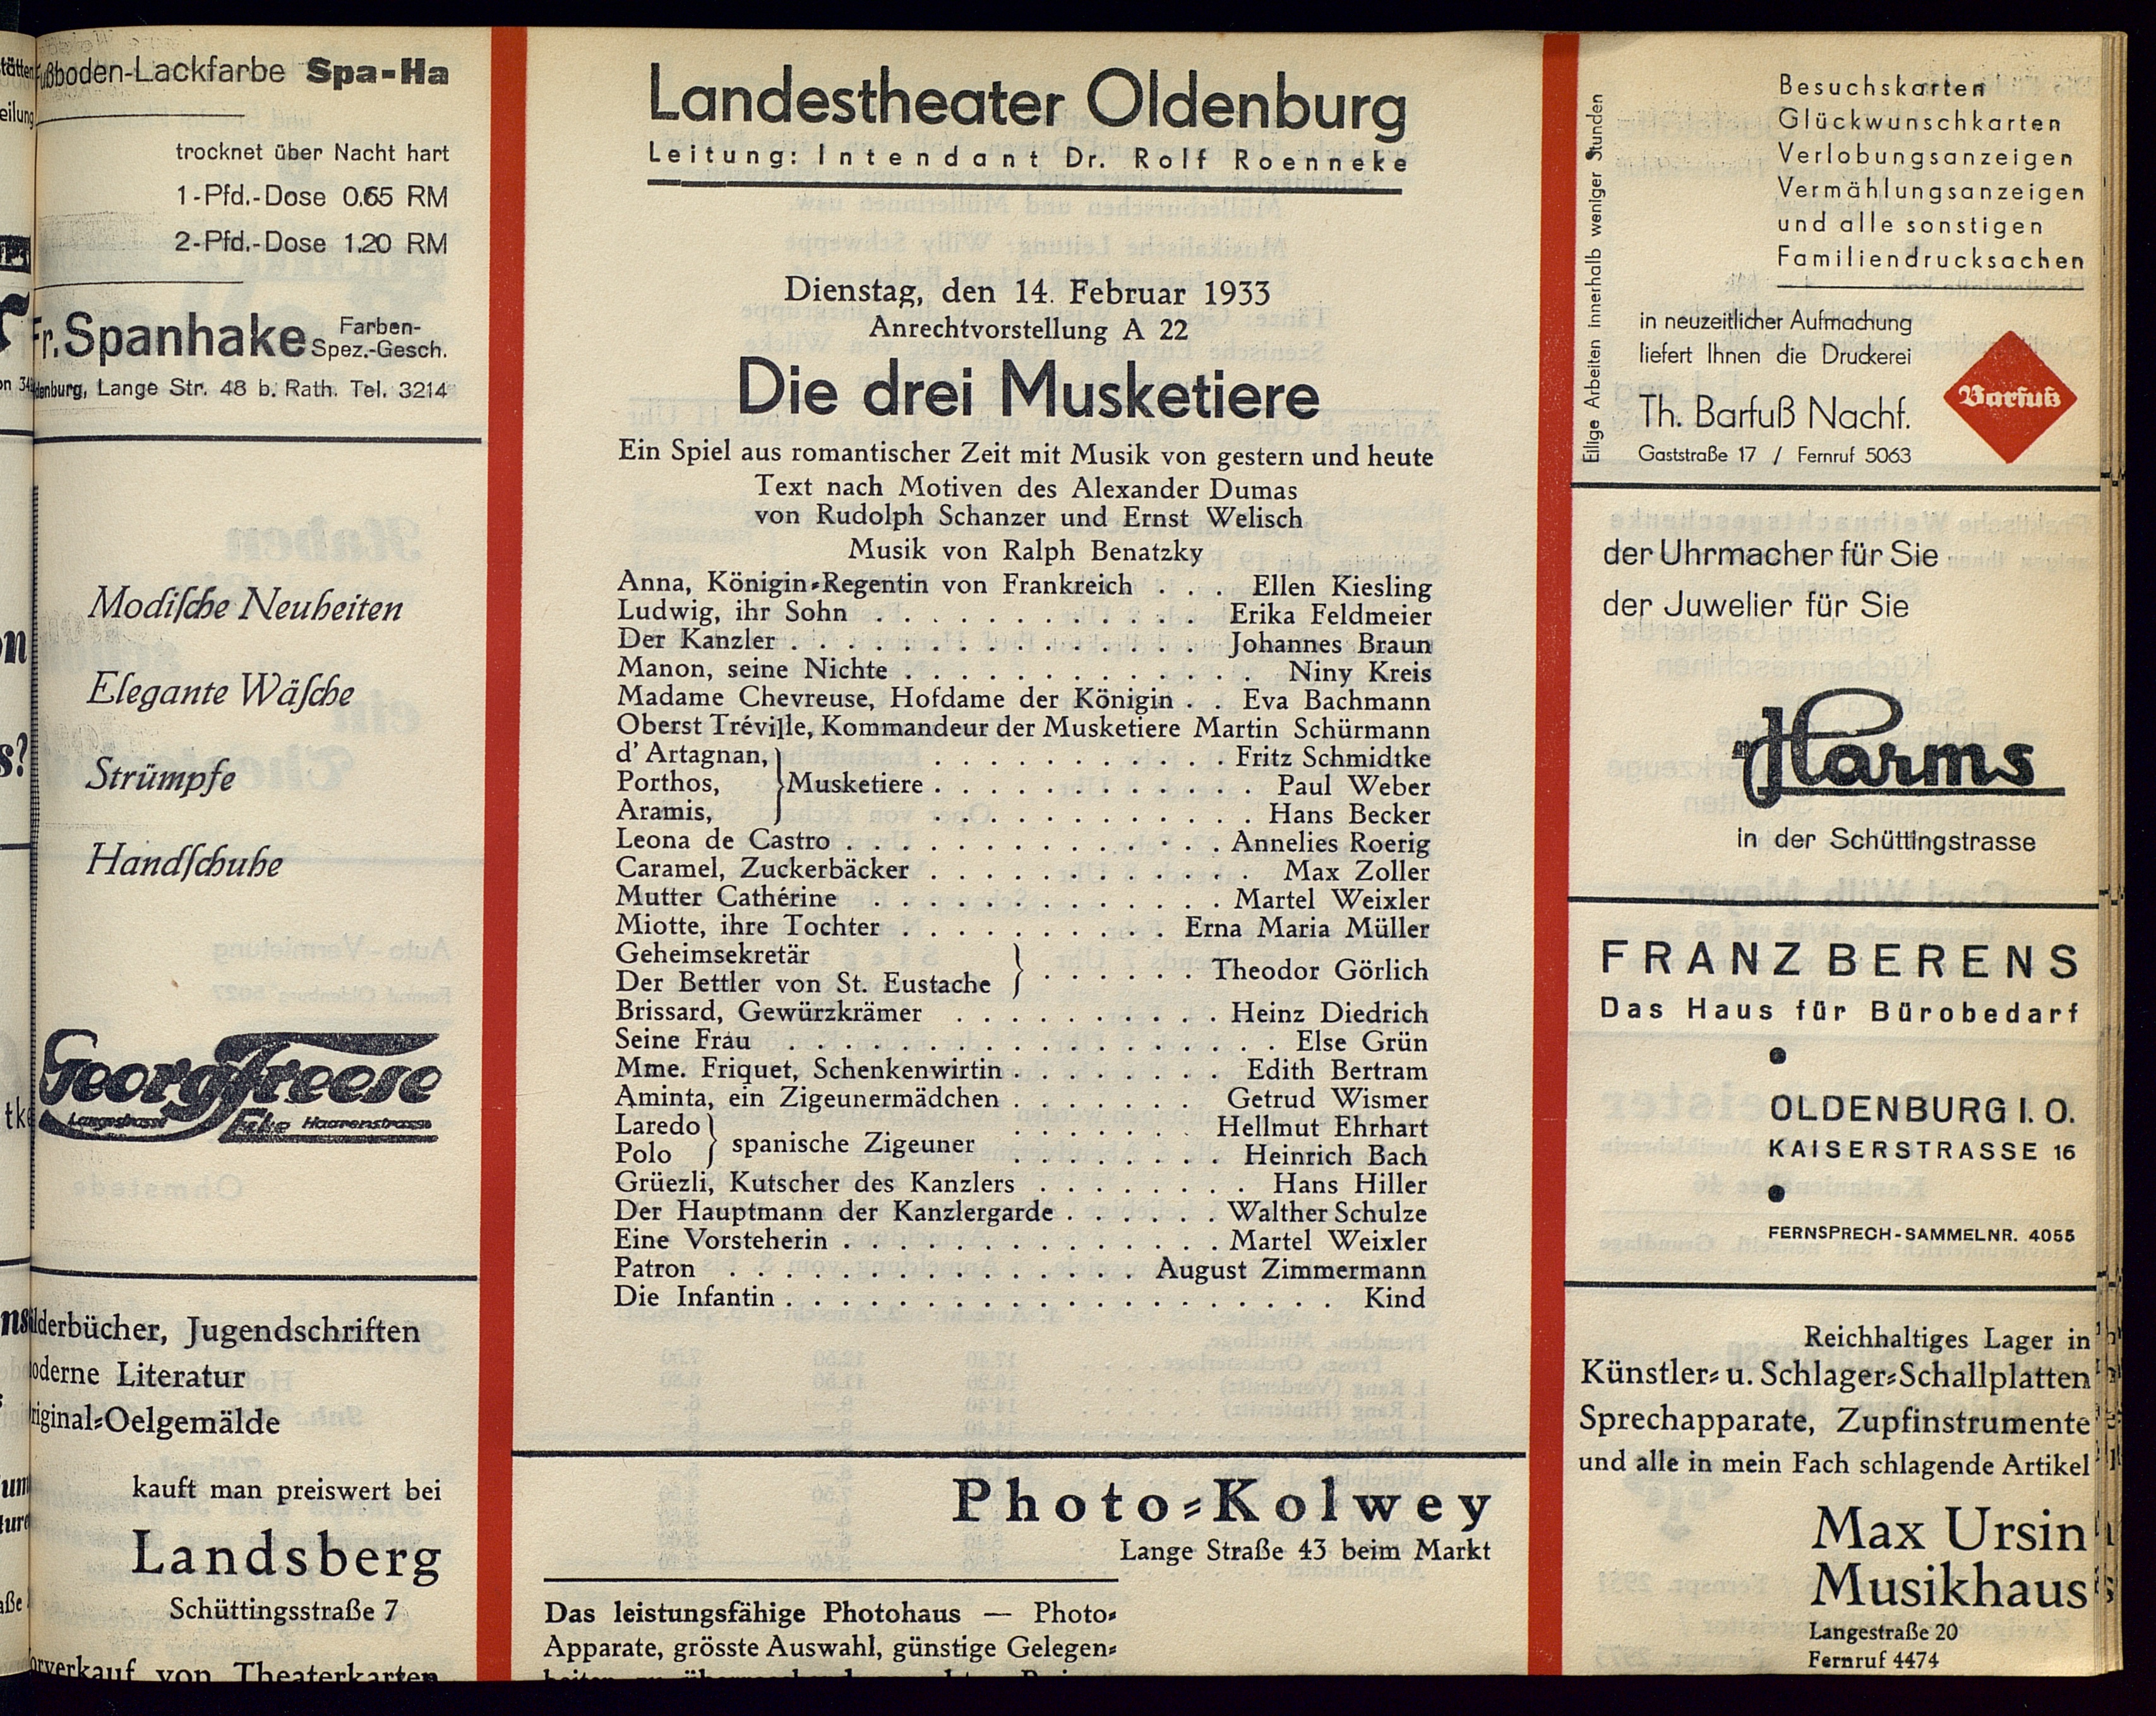 Fußboden-Lackfarbe Spa-Ha
trocknet über Nacht hart
1-Pfd.-Dose 0.65 RM
2-Pfd.-Dose 1.20 RM
Fr. Spanhake Farben-
Spez.-Gesch.
Lange Str. 48 b. Rath. Tel. 3214
Modische Neuheiten
Elegante Wäsche
Strümpfe
Handschuhe
Georg Freese
Langestrasse Ecke Haarenstrasse
ilderbücher, Jugendschriften
oderne Literatur
riginal-Oelgemälde
kauft man preiswert bei
Landsberg
Schüttingsstraße 7
orverkauf von Theaterkarten
Landestheater Oldenburg
Leitung: Intendant Dr. Rolf Roenneke
Dienstag, den 14. Februar 1933
Anrechtvorstellung A 22
Die drei Musketiere
Ein Spiel aus romantischer Zeit mit Musik von gestern und heute
Text nach Motiven des Alexander Dumas
von Rudolph Schanzer und Ernst Welisch
Musik von Ralph Benatzky
Anna, Königin-Regentin von Frankreich . . . Ellen Kiesling
Ludwig, ihr Sohn . . . . . . . . . . . . . Erika Feldmeier
Der Kanzler . . . . . . . . . . . . . . . Johannes Braun
Manon, seine Nichte . . . . . . . . . . . . . Niny Kreis
Madame Chevreuse, Hofdame der Königin . . Eva Bachmann
Oberst Tréville, Kommandeur der Musketiere Martin Schürmann
d'Artagnan, . . . . . . . . . . . Fritz Schmidtke
Porthos, } Musketiere . . . . . . . . . . . . Paul Weber
Aramis, . . . . . . . . . . . . Hans Becker
Leona de Castro . . . . . . . . . . . . . . Annelies Roerig
Caramel, Zuckerbäcker . . . . . . . . . . . . Max Zoller
Mutter Cathérine . . . . . . . . . . . . . Martel Weixler
Miotte, ihre Tochter . . . . . . . . . . Erna Maria Müller
Geheimsekretär
Der Bettler von St. Eustache } . . . . . . Theodor Görlich
Brissard, Gewürzkrämer . . . . . . . . . . Heinz Diedrich
Seine Frau . . . . . . . . . . . . . . . . . . Else Grün
Mme. Friquet, Schenkenwirtin . . . . . . . . Edith Bertram
Aminta, ein Zigeunermädchen . . . . . . . Getrud Wismer
Laredo . . . . . . . Hellmut Ehrhart
Polo } spanische Zigeuner . . . . . . . . Heinrich Bach
Grüezli, Kutscher des Kanzlers . . . . . . . . Hans Hiller
Der Hauptmann der Kanzlergarde . . . . . . Walther Schulze
Eine Vorsteherin . . . . . . . . . . . . . . Martel Weixler
Patron . . . . . . . . . . . . . . . August Zimmermann
Die Infantin . . . . . . . . . . . . . . . . . . . . Kind
Photo-Kolwey
Lange Straße 43 beim Markt
Das leistungsfähige Photohaus — Photo-
Apparate, grösste Auswahl, günstige Gelegen-
Eilige Arbeiten innerhalb weniger Stunden
Besuchskarten
Glückwunschkarten
Verlobungsanzeigen
Vermählungsanzeigen
und alle sonstigen
Familiendrucksachen
in neuzeitlicher Aufmachung
liefert Ihnen die Druckerei
Th. Barfuß Nachf.
Gaststraße 17 / Fernruf 5063
Barfuß
der Uhrmacher für Sie
der Juwelier für Sie
Harms
in der Schüttingstrasse
FRANZ BERENS
Das Haus für Bürobedarf
OLDENBURG I. O.
KAISERSTRASSE 16
FERNSPRECH-SAMMELNR. 4055
Reichhaltiges Lager in
Künstler- u. Schlager-Schallplatten
Sprechapparate, Zupfinstrumente
und alle in mein Fach schlagende Artikel
Max Ursin
Musikhaus
Langestraße 20
Fernruf 4474